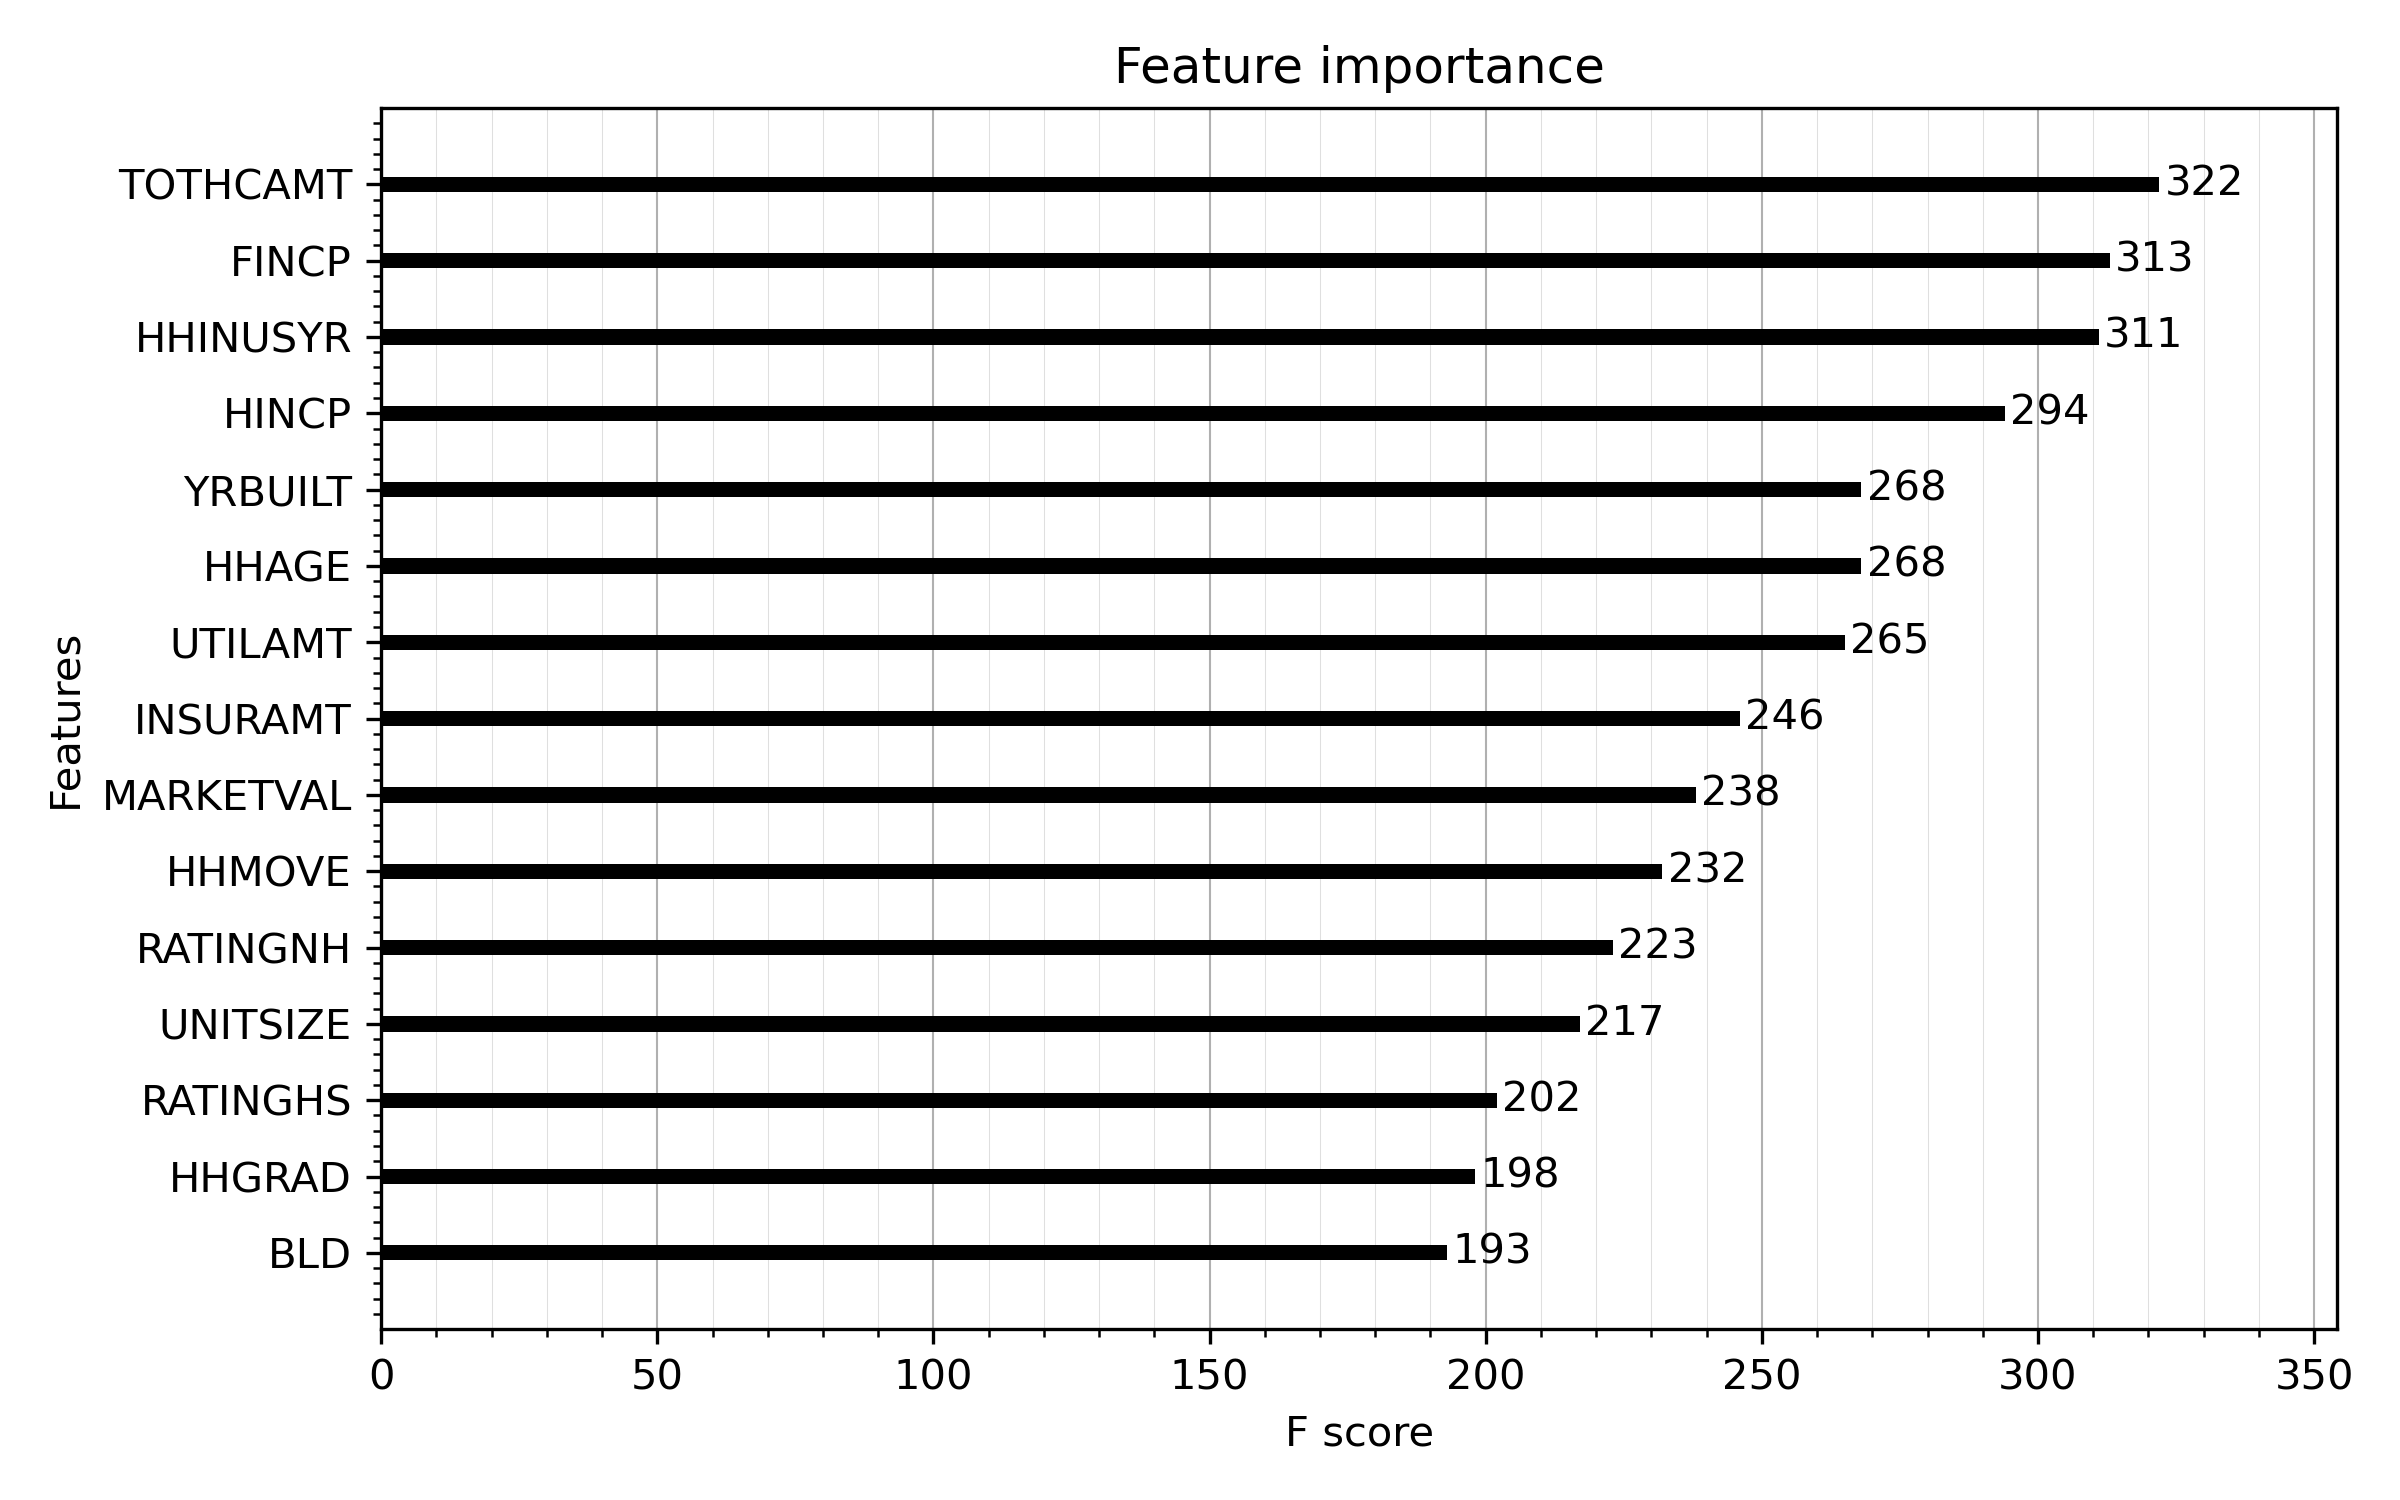 Feature importance
TOTHCAMT 322
FINCP 313
HHINUSYR 311
HINCP 294
YRBUILT 268
HHAGE 268
UTILAMT 265
INSURAMT 246
MARKETVAL 238
HHMOVE 232
RATINGNH 223
UNITSIZE 217
RATINGHS 202
HHGRAD 198
BLD 193
Features
0 50 100 150 200 250 300 350
F score